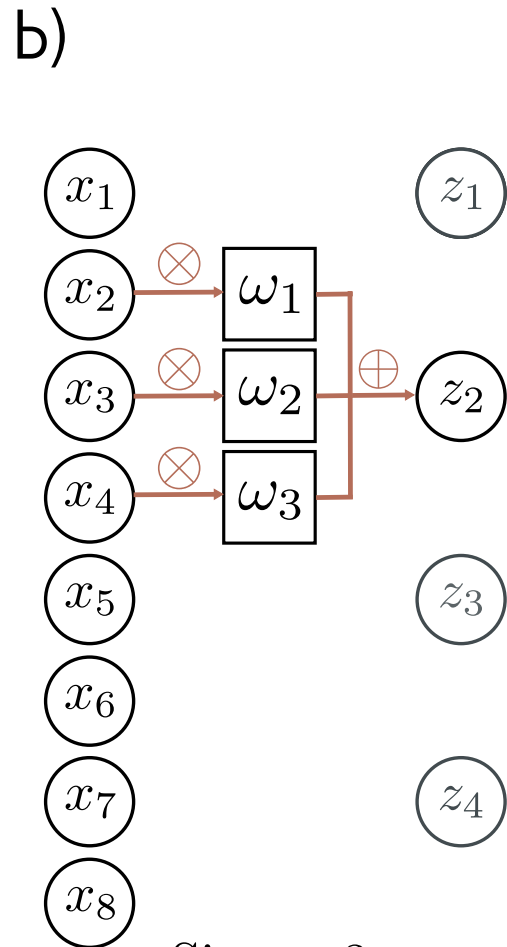 b)
x₁ z₁
x₂ ⊗ ω₁
x₃ ⊗ ω₂ ⊕ z₂
x₄ ⊗ ω₃
x₅ z₃
x₆
x₇ z₄
x₈